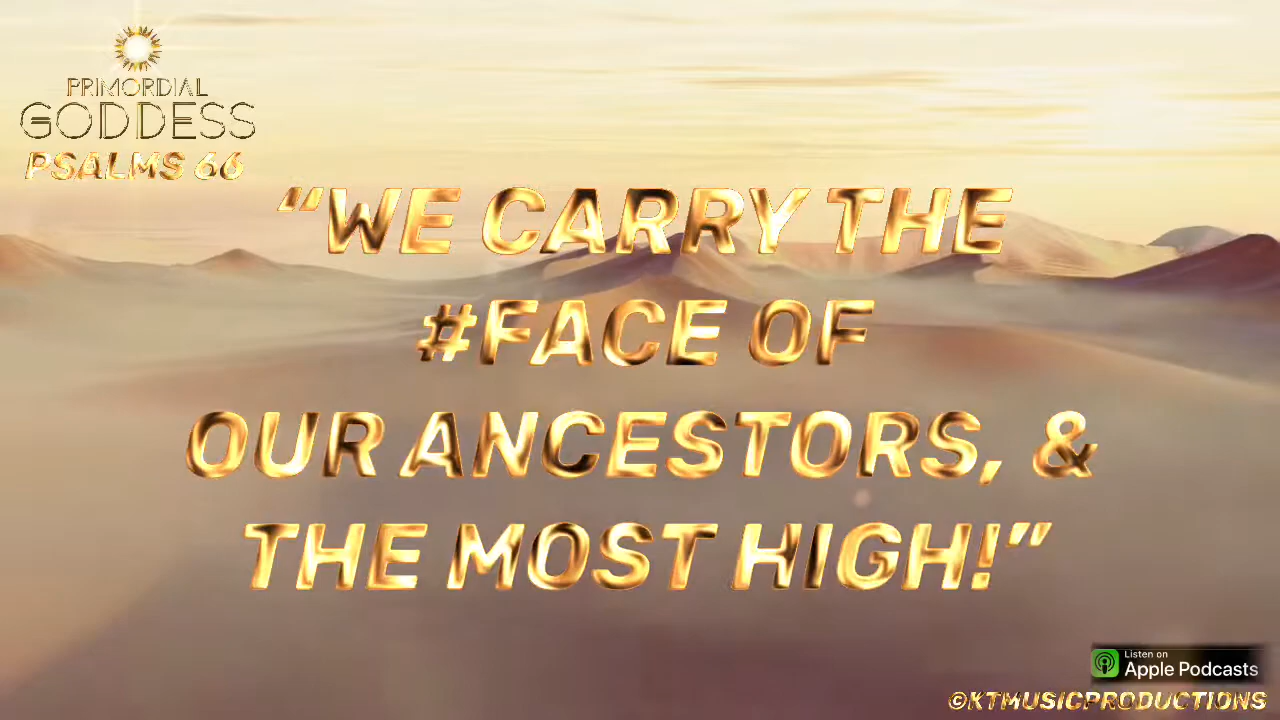 PRIMORDIAL
GODDESS
PSALMS 66
“WE CARRY THE
#FACE OF
OUR ANCESTORS, &
THE MOST HIGH!”
Listen on
Apple Podcasts
©KTMUSICPRODUCTIONS